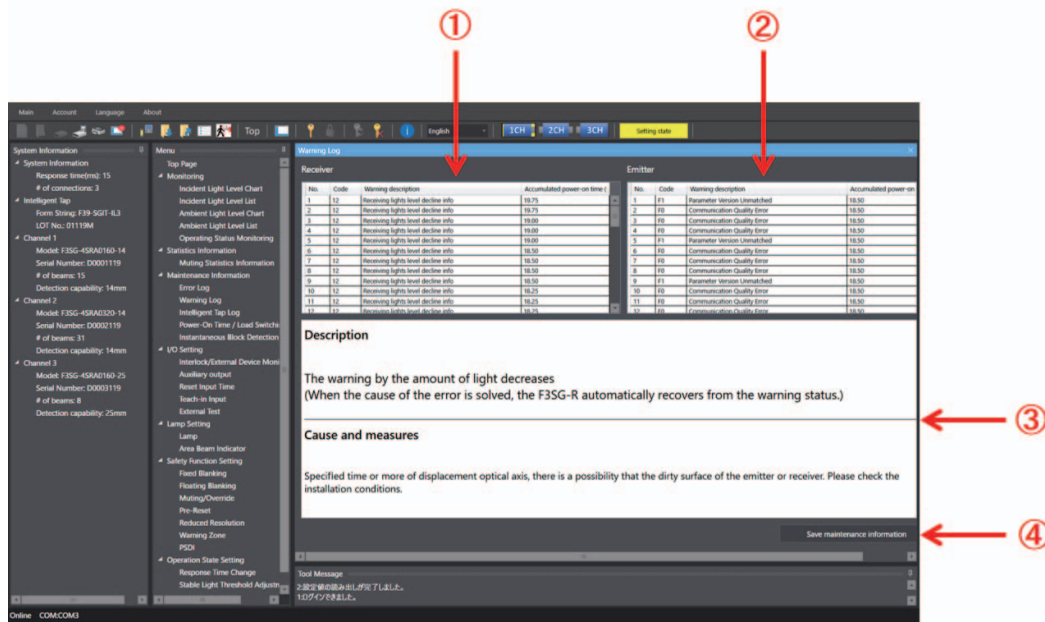 ①
②
Main Account Language About
Top
English
1CH 2CH 3CH
Setting state
System Information
System Information
Response time(ms): 15
# of connections: 3
Intelligent Tap
Form String: F39-SGIT-IL3
LOT No.: 01119M
Channel 1
Model: F3SG-4SRA0160-14
Serial Number: D0001119
# of beams: 15
Detection capability: 14mm
Channel 2
Model: F3SG-4SRA0320-14
Serial Number: D0002119
# of beams: 31
Detection capability: 14mm
Channel 3
Model: F3SG-4SRA0160-25
Serial Number: D0003119
# of beams: 8
Detection capability: 25mm
Menu
Top Page
Monitoring
Incident Light Level Chart
Incident Light Level List
Ambient Light Level Chart
Ambient Light Level List
Operating Status Monitoring
Statistics Information
Muting Statistics Information
Maintenance Information
Error Log
Warning Log
Intelligent Tap Log
Power-On Time / Load Switchi
Instantaneous Block Detection
I/O Setting
Interlock/External Device Moni
Auxiliary output
Reset Input Time
Teach-in Input
External Test
Lamp Setting
Lamp
Area Beam Indicator
Safety Function Setting
Fixed Blanking
Floating Blanking
Muting/Override
Pre-Reset
Reduced Resolution
Warning Zone
PSDI
Operation State Setting
Response Time Change
Stable Light Threshold Adjustm
Warning Log
Receiver
No. Code Warning description Accumulated power-on time (
1 12 Receiving lights level decline info 19.75
2 12 Receiving lights level decline info 19.75
3 12 Receiving lights level decline info 19.00
4 12 Receiving lights level decline info 19.00
5 12 Receiving lights level decline info 19.00
6 12 Receiving lights level decline info 18.50
7 12 Receiving lights level decline info 18.50
8 12 Receiving lights level decline info 18.50
9 12 Receiving lights level decline info 18.50
10 12 Receiving lights level decline info 18.25
11 12 Receiving lights level decline info 18.25
12 12 Receiving lights level decline info 18.25
Emitter
No. Code Warning description Accumulated power-on
1 F1 Parameter Version Unmatched 18.50
2 F0 Communication Quality Error 18.50
3 F0 Communication Quality Error 18.50
4 F0 Communication Quality Error 18.50
5 F1 Parameter Version Unmatched 18.50
6 F0 Communication Quality Error 18.50
7 F0 Communication Quality Error 18.50
8 F0 Communication Quality Error 18.50
9 F1 Parameter Version Unmatched 18.50
10 F0 Communication Quality Error 18.50
11 F0 Communication Quality Error 18.50
12 F0 Communication Quality Error 18.50
Description
The warning by the amount of light decreases
(When the cause of the error is solved, the F3SG-R automatically recovers from the warning status.)
③
Cause and measures
Specified time or more of displacement optical axis, there is a possibility that the dirty surface of the emitter or receiver. Please check the
installation conditions.
Save maintenance information
④
Tool Message
2:設定値の読み出しが完了しました。
1:ログインできました。
Online COM:COM3